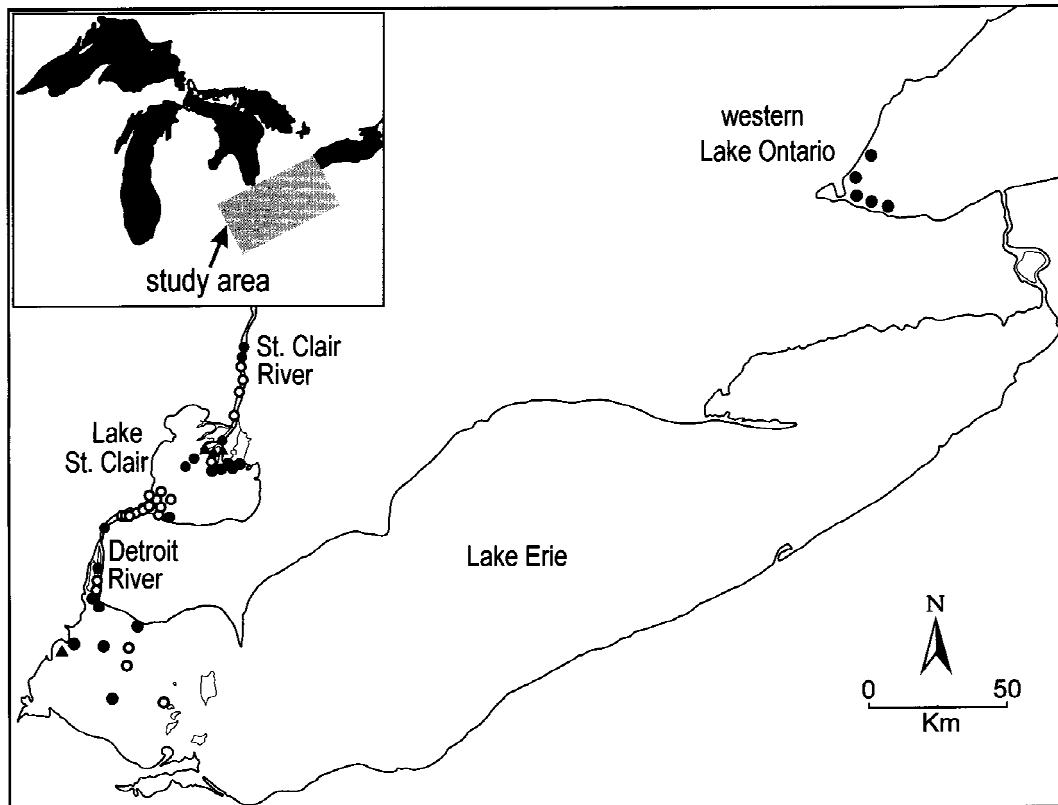 study area
western
Lake Ontario
St. Clair
River
Lake
St. Clair
Detroit
River
Lake Erie
N
0 50
Km